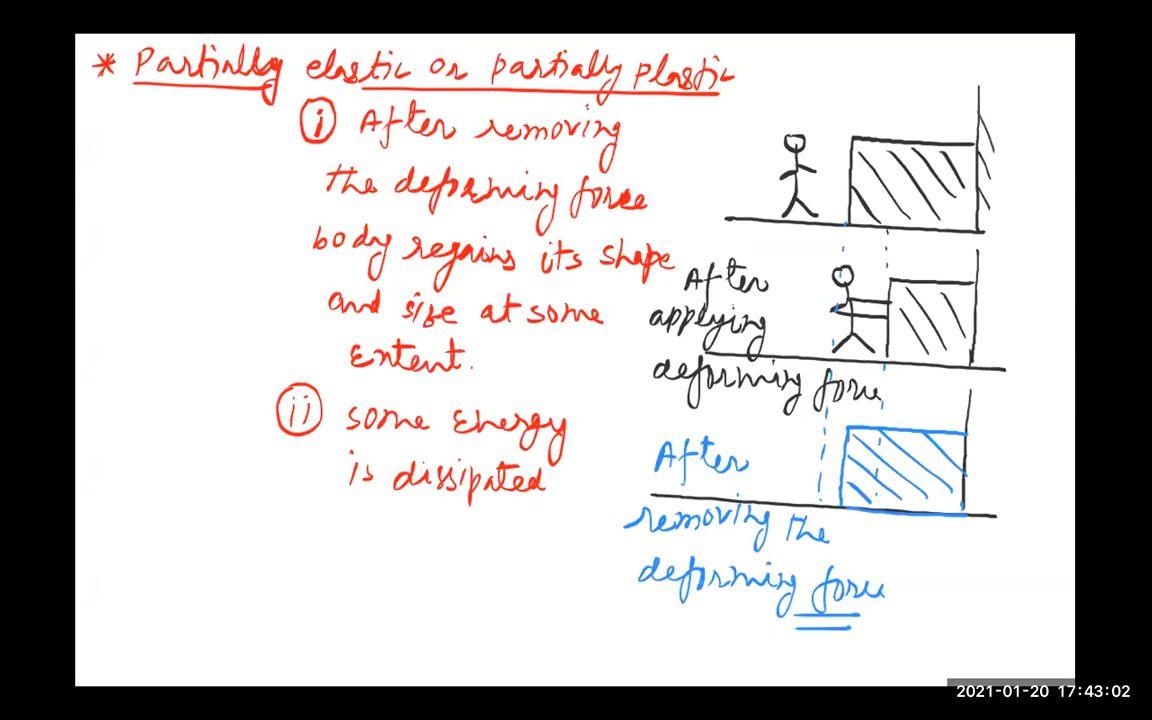 * Partially elastic or partially plastic
i After removing
the deforming force
body regains its shape
and size at some
Extent.
ii some Energy
is dissipated
After
applying
deforming force
After
removing the
deforming force
2021-01-20 17:43:02